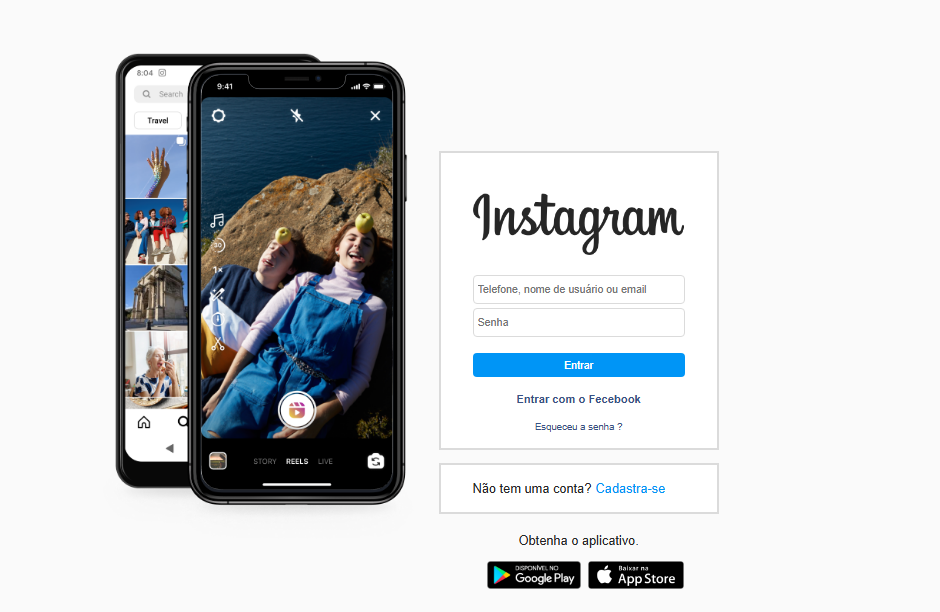 8:04
Search
Travel
9:41
30
1×
STORY REELS LIVE
Instagram
Telefone, nome de usuário ou email
Senha
Entrar
Entrar com o Fecebook
Esqueceu a senha ?
Não tem uma conta? Cadastra-se
Obtenha o aplicativo.
DISPONÍVEL NO
Google Play
Baixar na
App Store